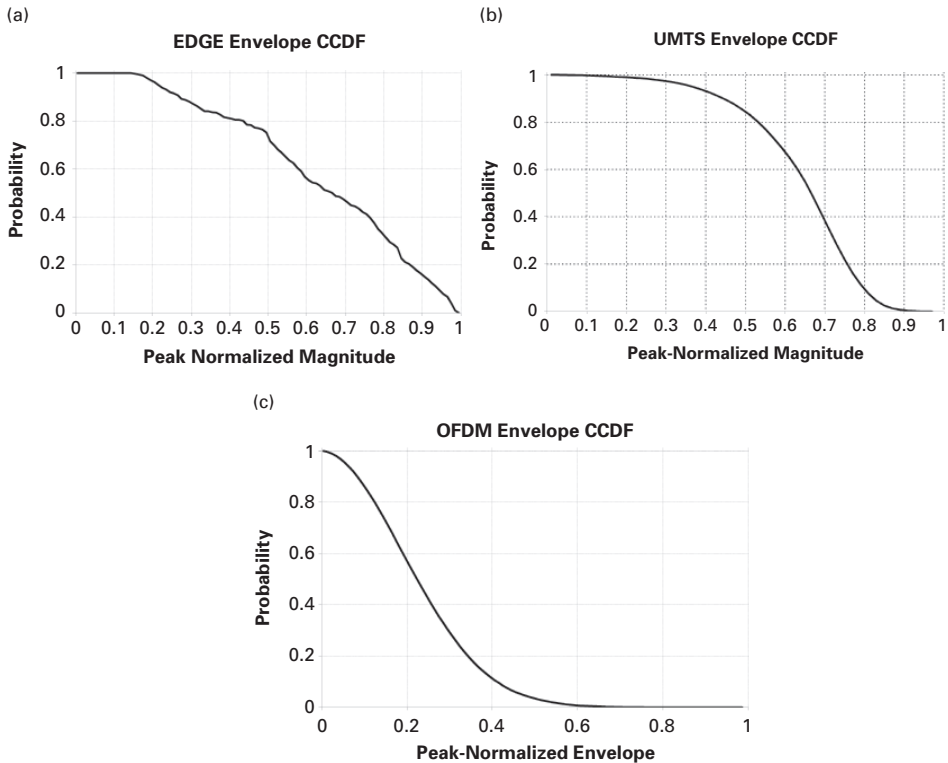 (a)
EDGE Envelope CCDF
1
0.8
0.6
0.4
0.2
0
0 0.1 0.2 0.3 0.4 0.5 0.6 0.7 0.8 0.9 1
Probability
Peak Normalized Magnitude
(b)
UMTS Envelope CCDF
1
0.8
0.6
0.4
0.2
0
0 0.1 0.2 0.3 0.4 0.5 0.6 0.7 0.8 0.9 1
Probability
Peak-Normalized Magnitude
(c)
OFDM Envelope CCDF
1
0.8
0.6
0.4
0.2
0
0 0.2 0.4 0.6 0.8 1
Probability
Peak-Normalized Envelope